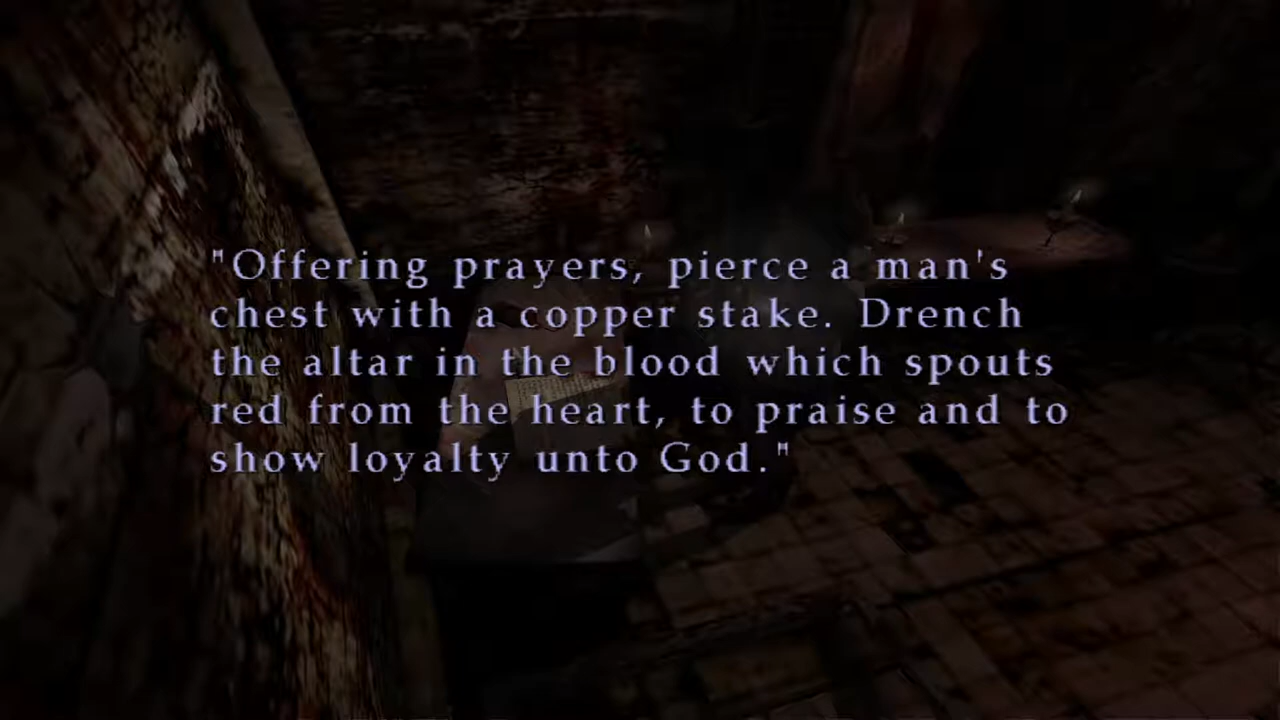 "Offering prayers, pierce a man's
chest with a copper stake. Drench
the altar in the blood which spouts
red from the heart, to praise and to
show loyalty unto God."